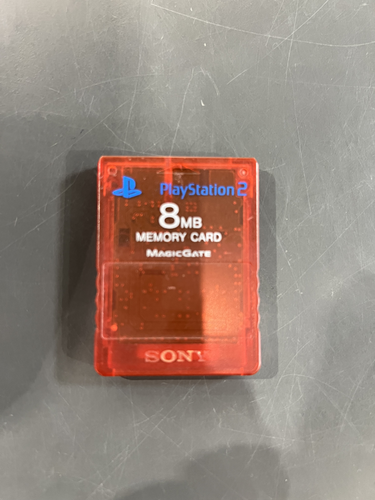 PlayStation 2
8MB
MEMORY CARD
MAGICGATE
SONY